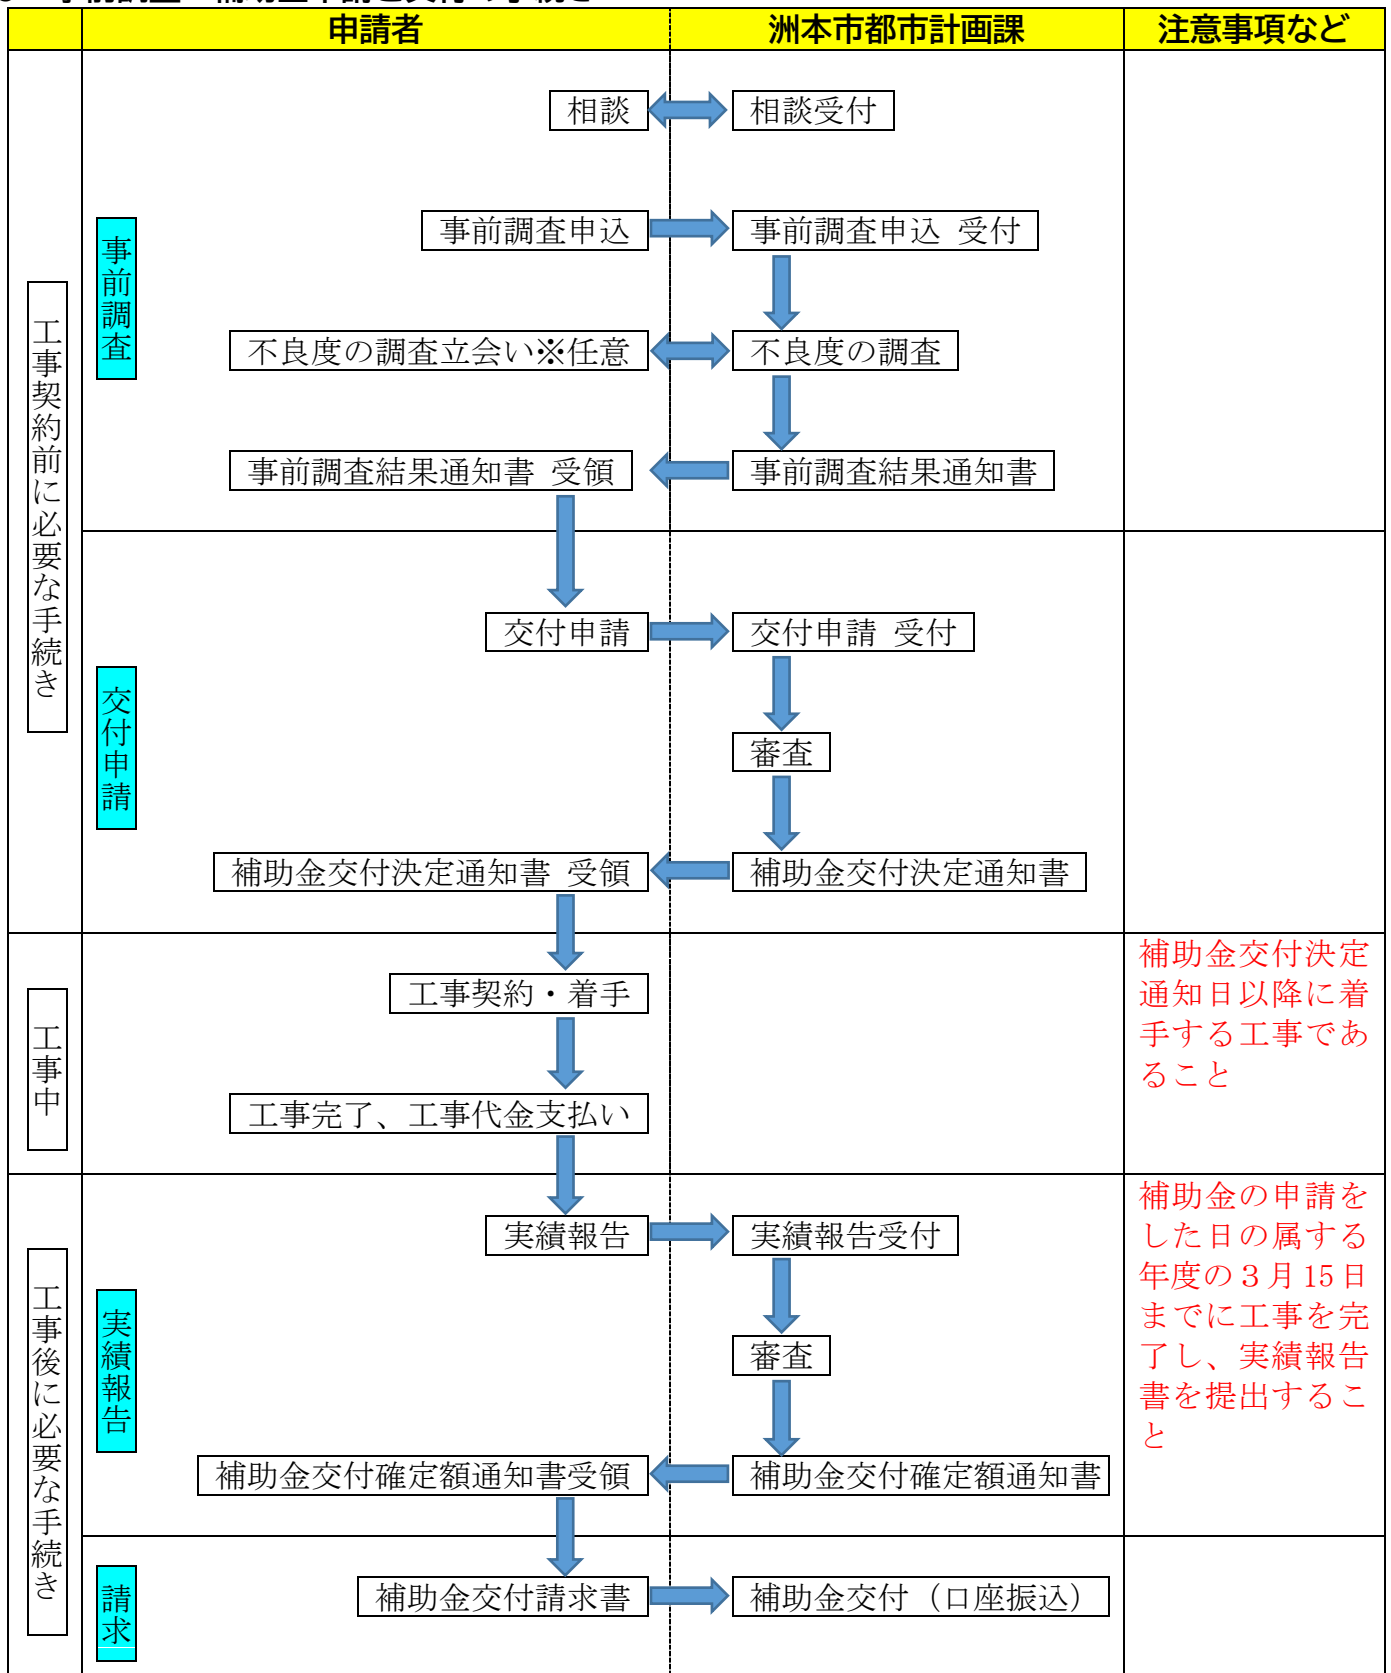 申請者
洲本市都市計画課
注意事項など
工事契約前に必要な手続き
事前調査
相談
相談受付
事前調査申込
事前調査申込 受付
不良度の調査立会い※任意
不良度の調査
事前調査結果通知書 受領
事前調査結果通知書
交付申請
交付申請
交付申請 受付
審査
補助金交付決定通知書 受領
補助金交付決定通知書
工事中
工事契約・着手
工事完了、工事代金支払い
補助金交付決定
通知日以降に着
手する工事であ
ること
工事後に必要な手続き
実績報告
実績報告
実績報告受付
審査
補助金交付確定額通知書受領
補助金交付確定額通知書
補助金の申請を
した日の属する
年度の３月15日
までに工事を完
了し、実績報告
書を提出するこ
と
請求
補助金交付請求書
補助金交付（口座振込）